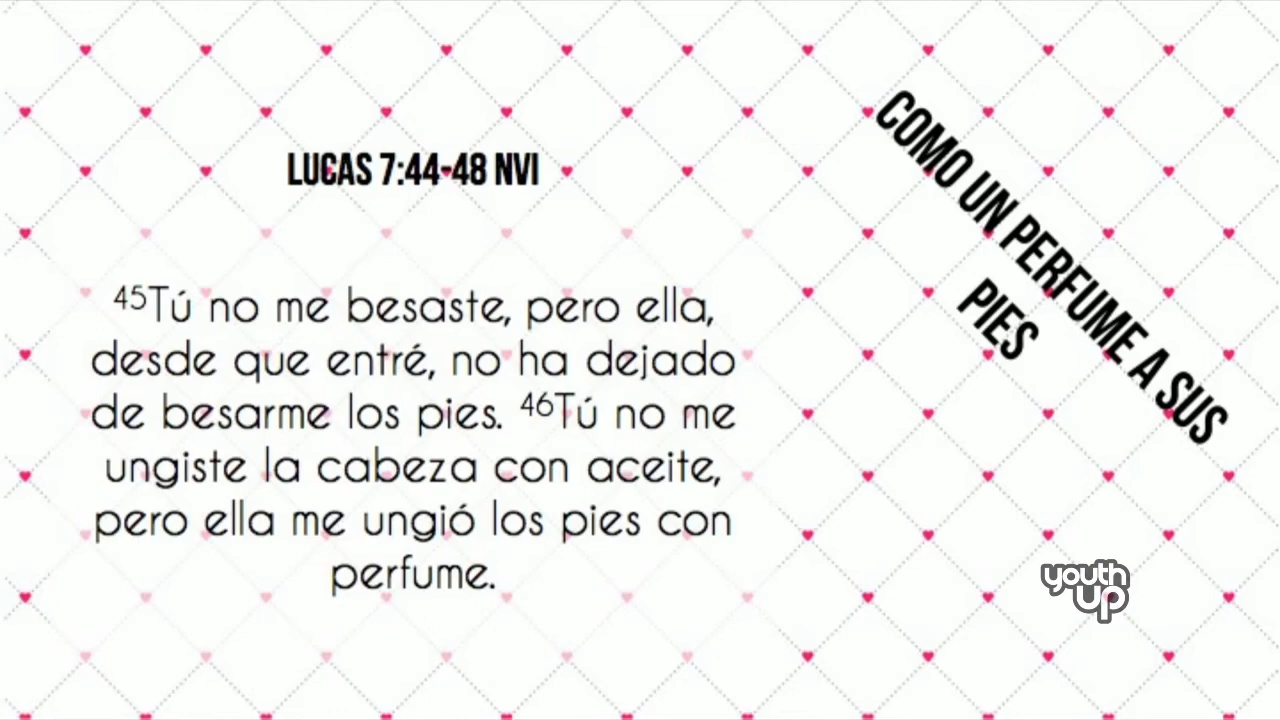 LUCAS 7:44-48 NVI
⁴⁵Tú no me besaste, pero ella,
desde que entré, no ha dejado
de besarme los pies. ⁴⁶Tú no me
ungiste la cabeza con aceite,
pero ella me ungió los pies con
perfume.
COMO UN PERFUME A SUS
PIES
youth
up